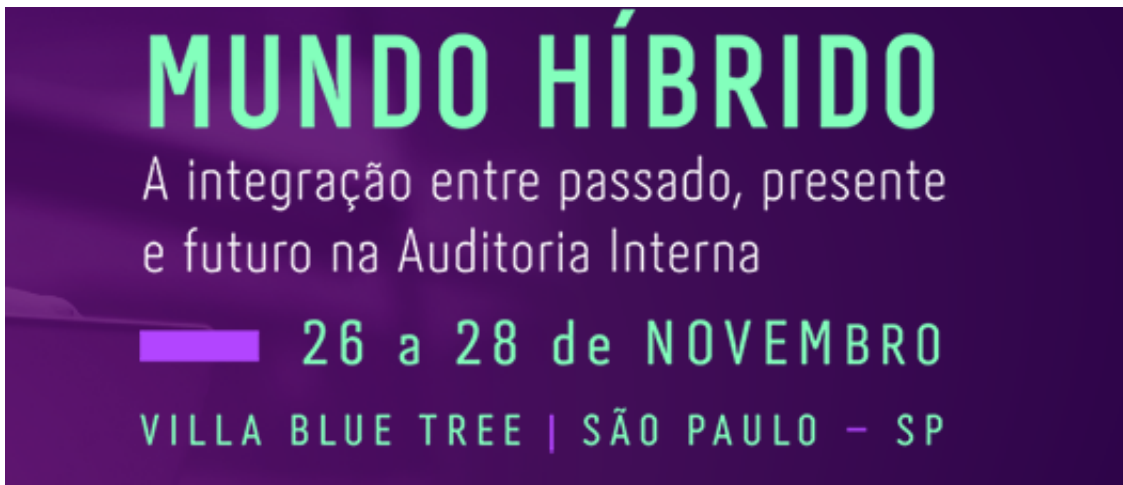 MUNDO HÍBRIDO
A integração entre passado, presente
e futuro na Auditoria Interna
26 a 28 de NOVEMBRO
VILLA BLUE TREE | SÃO PAULO – SP